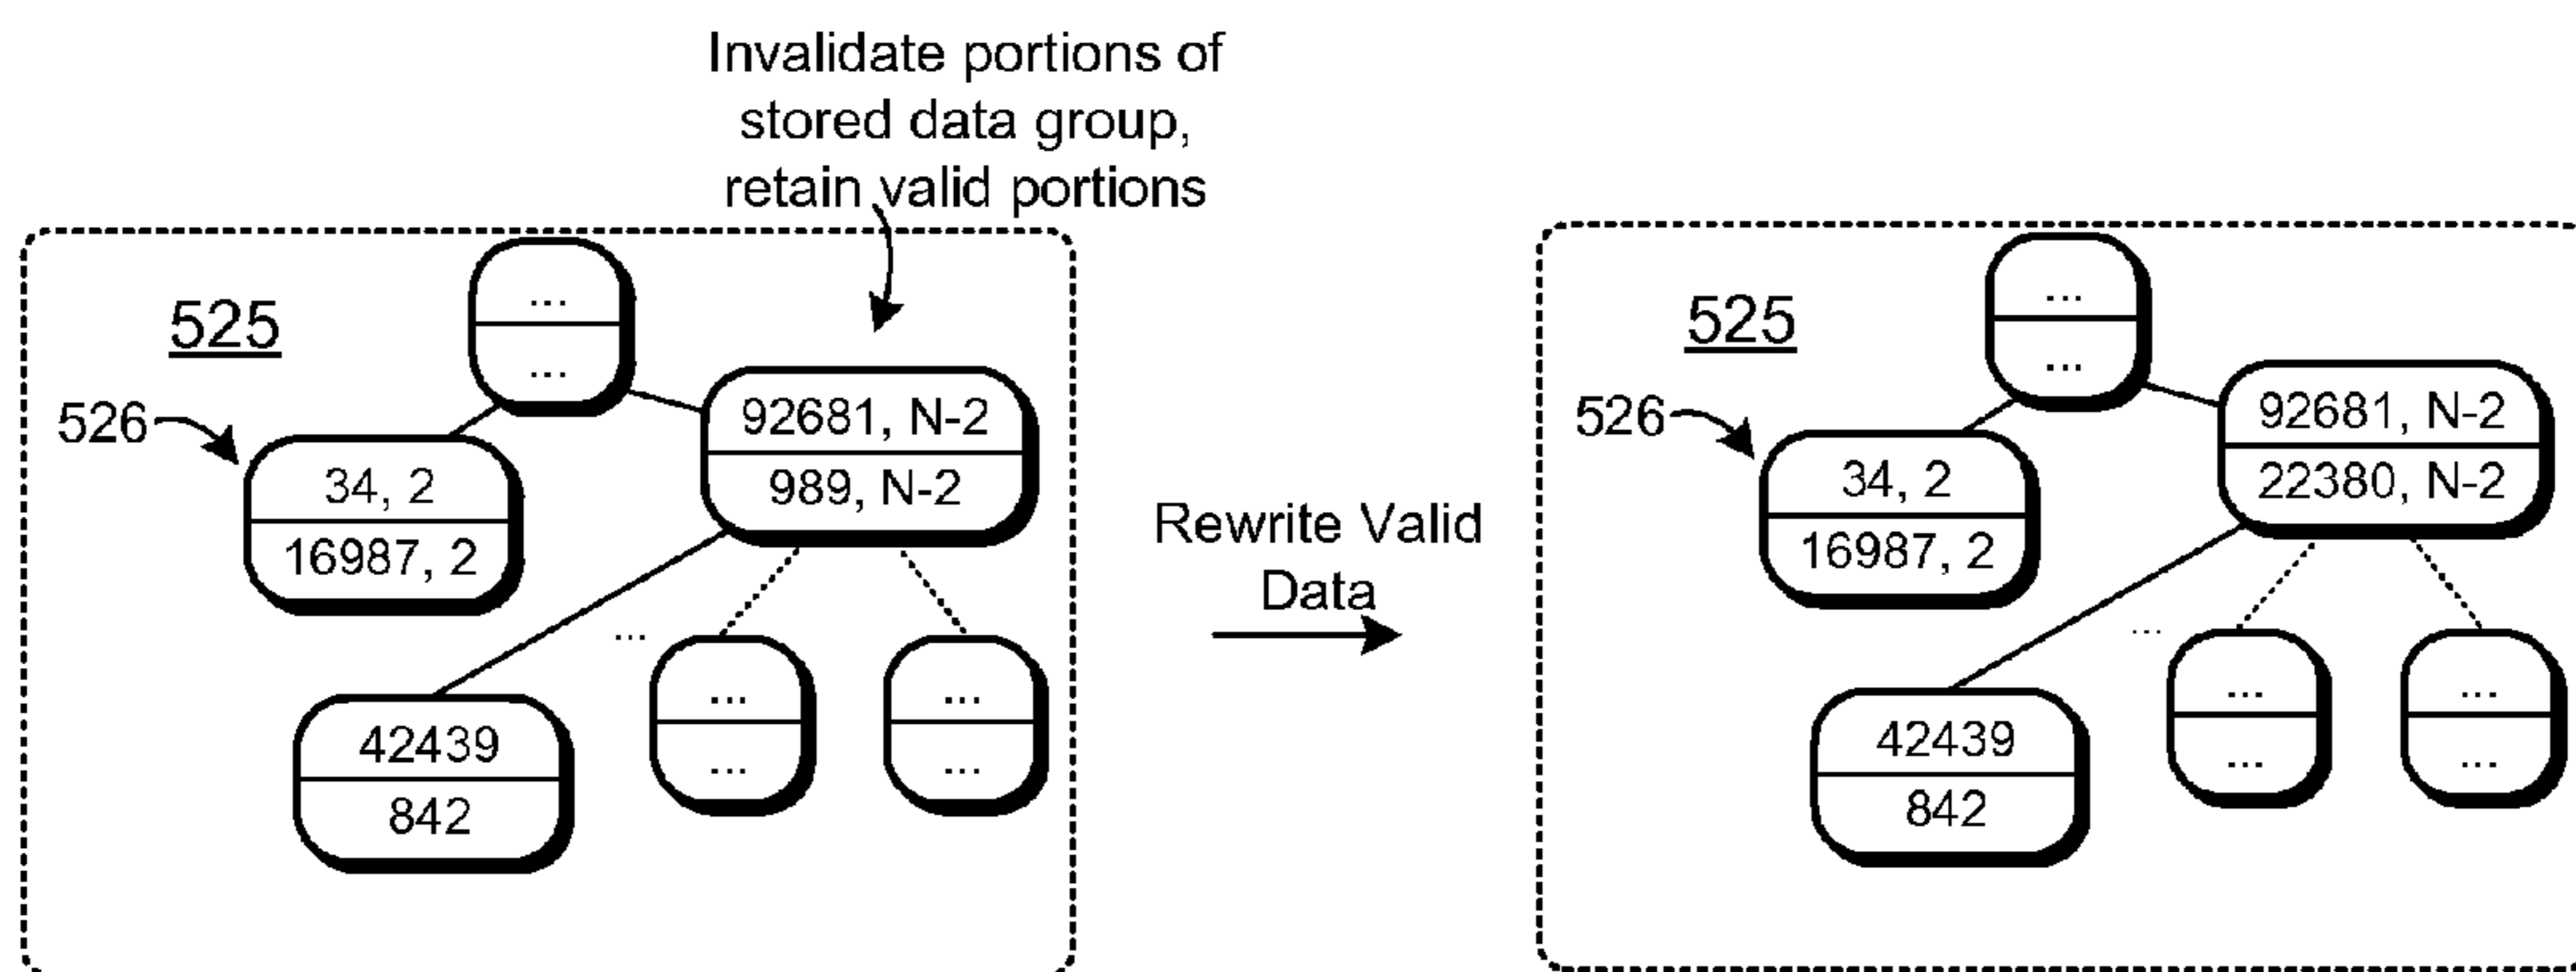 Invalidate portions of
stored data group,
retain valid portions
525
...
...
526
34, 2
16987, 2
92681, N-2
989, N-2
...
42439
842
...
...
...
...
Rewrite Valid
Data
525
...
...
526
34, 2
16987, 2
92681, N-2
22380, N-2
...
42439
842
...
...
...
...